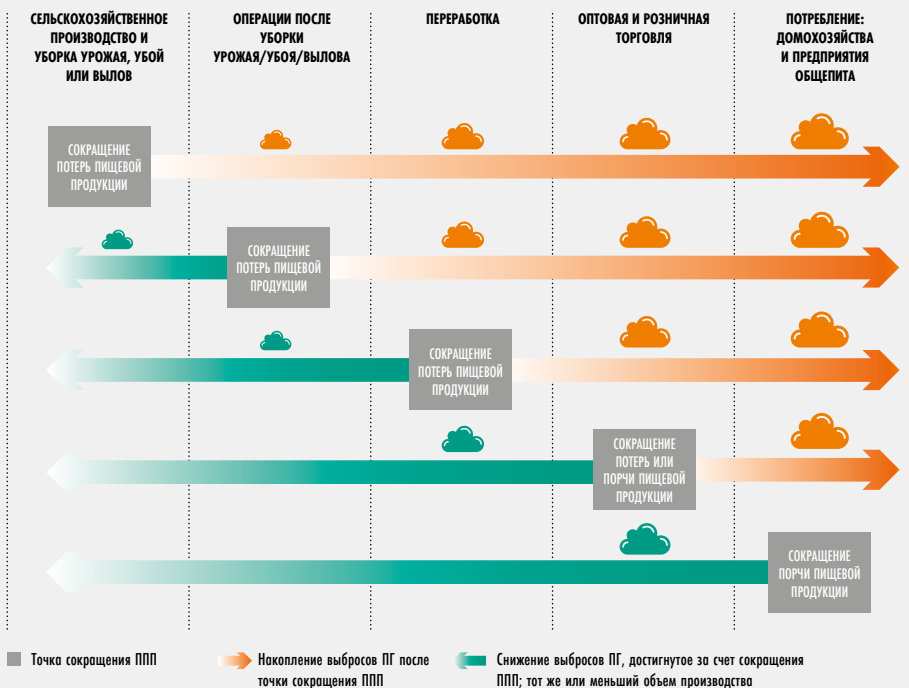 СЕЛЬСКОХОЗЯЙСТВЕННОЕ
ПРОИЗВОДСТВО И
УБОРКА УРОЖАЯ, УБОЙ
ИЛИ ВЫЛОВ
ОПЕРАЦИИ ПОСЛЕ
УБОРКИ
УРОЖАЯ/УБОЯ/ВЫЛОВА
ПЕРЕРАБОТКА
ОПТОВАЯ И РОЗНИЧНАЯ
ТОРГОВЛЯ
ПОТРЕБЛЕНИЕ:
ДОМОХОЗЯЙСТВА
И ПРЕДПРИЯТИЯ
ОБЩЕПИТА
СОКРАЩЕНИЕ
ПОТЕРЬ ПИЩЕВОЙ
ПРОДУКЦИИ
СОКРАЩЕНИЕ
ПОТЕРЬ ПИЩЕВОЙ
ПРОДУКЦИИ
СОКРАЩЕНИЕ
ПОТЕРЬ ПИЩЕВОЙ
ПРОДУКЦИИ
СОКРАЩЕНИЕ
ПОТЕРЬ ИЛИ
ПОРЧИ ПИЩЕВОЙ
ПРОДУКЦИИ
СОКРАЩЕНИЕ
ПОРЧИ ПИЩЕВОЙ
ПРОДУКЦИИ
Точка сокращения ППП
Накопление выбросов ПГ после
точки сокращения ППП
Снижение выбросов ПГ, достигнутое за счет сокращения
ППП; тот же или меньший объем производства